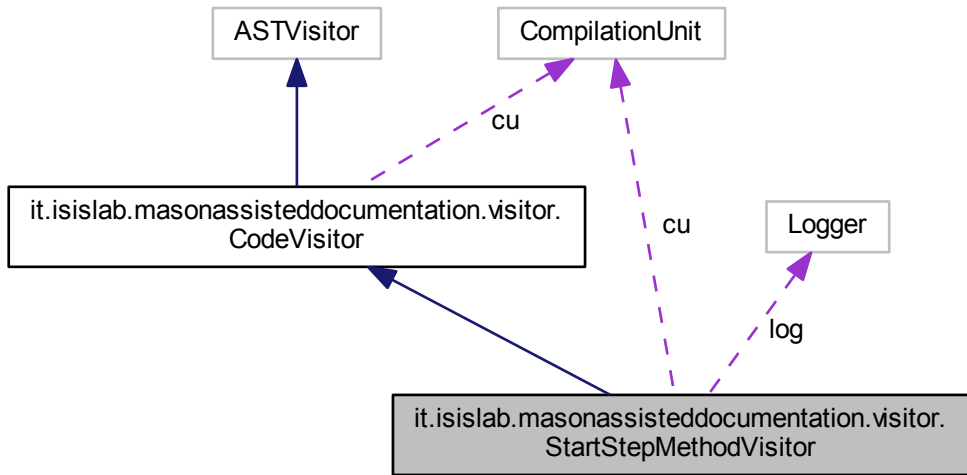 ASTVisitor
CompilationUnit
cu
it.isislab.masonassisteddocumentation.visitor.
CodeVisitor
Logger
cu
log
it.isislab.masonassisteddocumentation.visitor.
StartStepMethodVisitor